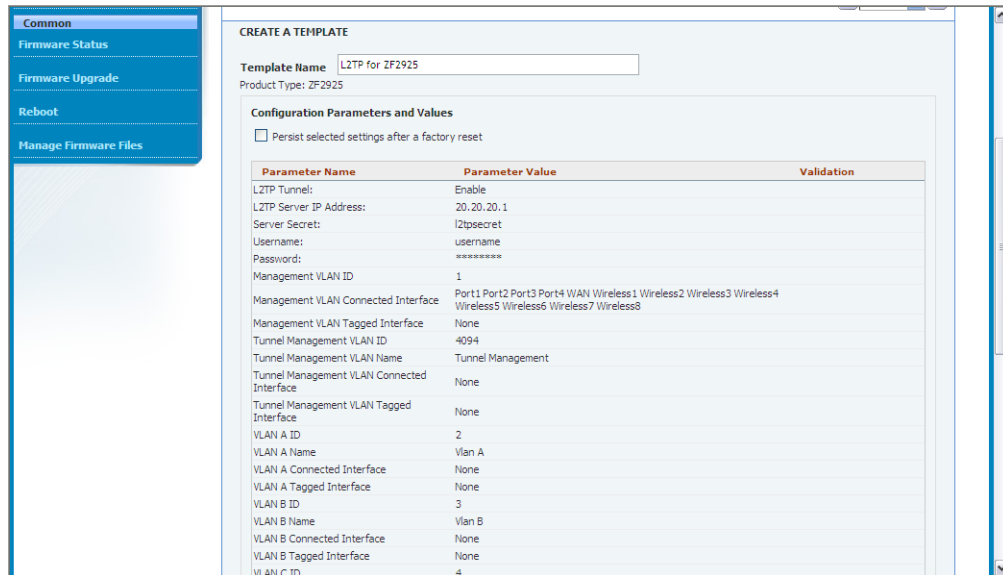 Common
Firmware Status
Firmware Upgrade
Reboot
Manage Firmware Files
CREATE A TEMPLATE
Template Name L2TP for ZF2925
Product Type: ZF2925
Configuration Parameters and Values
Persist selected settings after a factory reset
Parameter Name Parameter Value Validation
L2TP Tunnel: Enable
L2TP Server IP Address: 20.20.20.1
Server Secret: l2tpsecret
Username: username
Password: ********
Management VLAN ID 1
Management VLAN Connected Interface Port1 Port2 Port3 Port4 WAN Wireless1 Wireless2 Wireless3 Wireless4
Wireless5 Wireless6 Wireless7 Wireless8
Management VLAN Tagged Interface None
Tunnel Management VLAN ID 4094
Tunnel Management VLAN Name Tunnel Management
Tunnel Management VLAN Connected
Interface None
Tunnel Management VLAN Tagged
Interface None
VLAN A ID 2
VLAN A Name Vlan A
VLAN A Connected Interface None
VLAN A Tagged Interface None
VLAN B ID 3
VLAN B Name Vlan B
VLAN B Connected Interface None
VLAN B Tagged Interface None
VLAN C ID 4